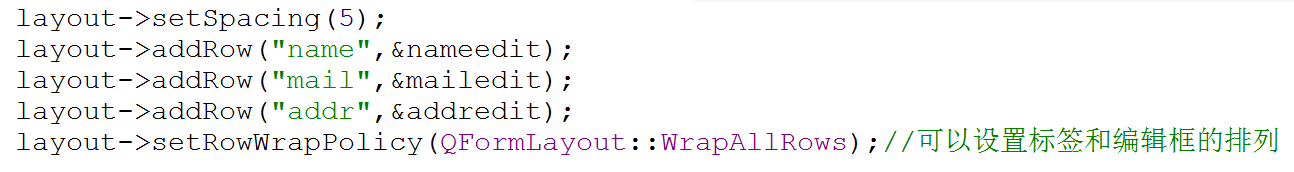 layout->setSpacing(5);
layout->addRow("name",&nameedit);
layout->addRow("mail",&mailedit);
layout->addRow("addr",&addredit);
layout->setRowWrapPolicy(QFormLayout::WrapAllRows);//可以设置标签和编辑框的排列